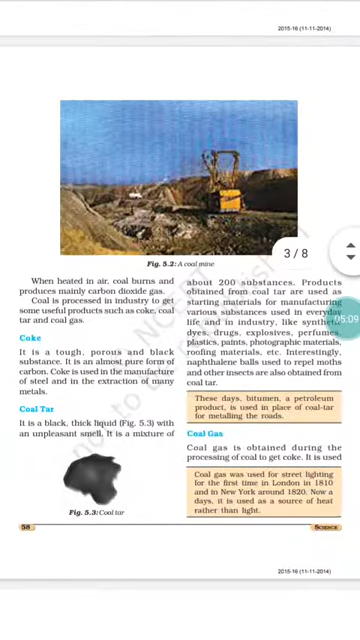 2015-16 (11-11-2014)
3 / 8
Fig. 5.2: A coal mine
When heated in air, coal burns and
produces mainly carbon dioxide gas.
Coal is processed in industry to get
some useful products such as coke, coal
tar and coal gas.
Coke
It is a tough, porous and black
substance. It is an almost pure form of
carbon. Coke is used in the manufacture
of steel and in the extraction of many
metals.
Coal Tar
It is a black, thick liquid (Fig. 5.3) with
an unpleasant smell. It is a mixture of
Fig. 5.3: Coal tar
about 200 substances. Products
obtained from coal tar are used as
starting materials for manufacturing
various substances used in everyday
life and in industry, like synthetic
dyes, drugs, explosives, perfumes,
plastics, paints, photographic materials,
roofing materials, etc. Interestingly,
naphthalene balls used to repel moths
and other insects are also obtained from
coal tar.
05:09
These days, bitumen, a petroleum
product, is used in place of coal-tar
for metalling the roads.
Coal Gas
Coal gas is obtained during the
processing of coal to get coke. It is used
Coal gas was used for street lighting
for the first time in London in 1810
and in New York around 1820. Now a
days, it is used as a source of heat
rather than light.
58
SCIENCE
2015-16 (11-11-2014)